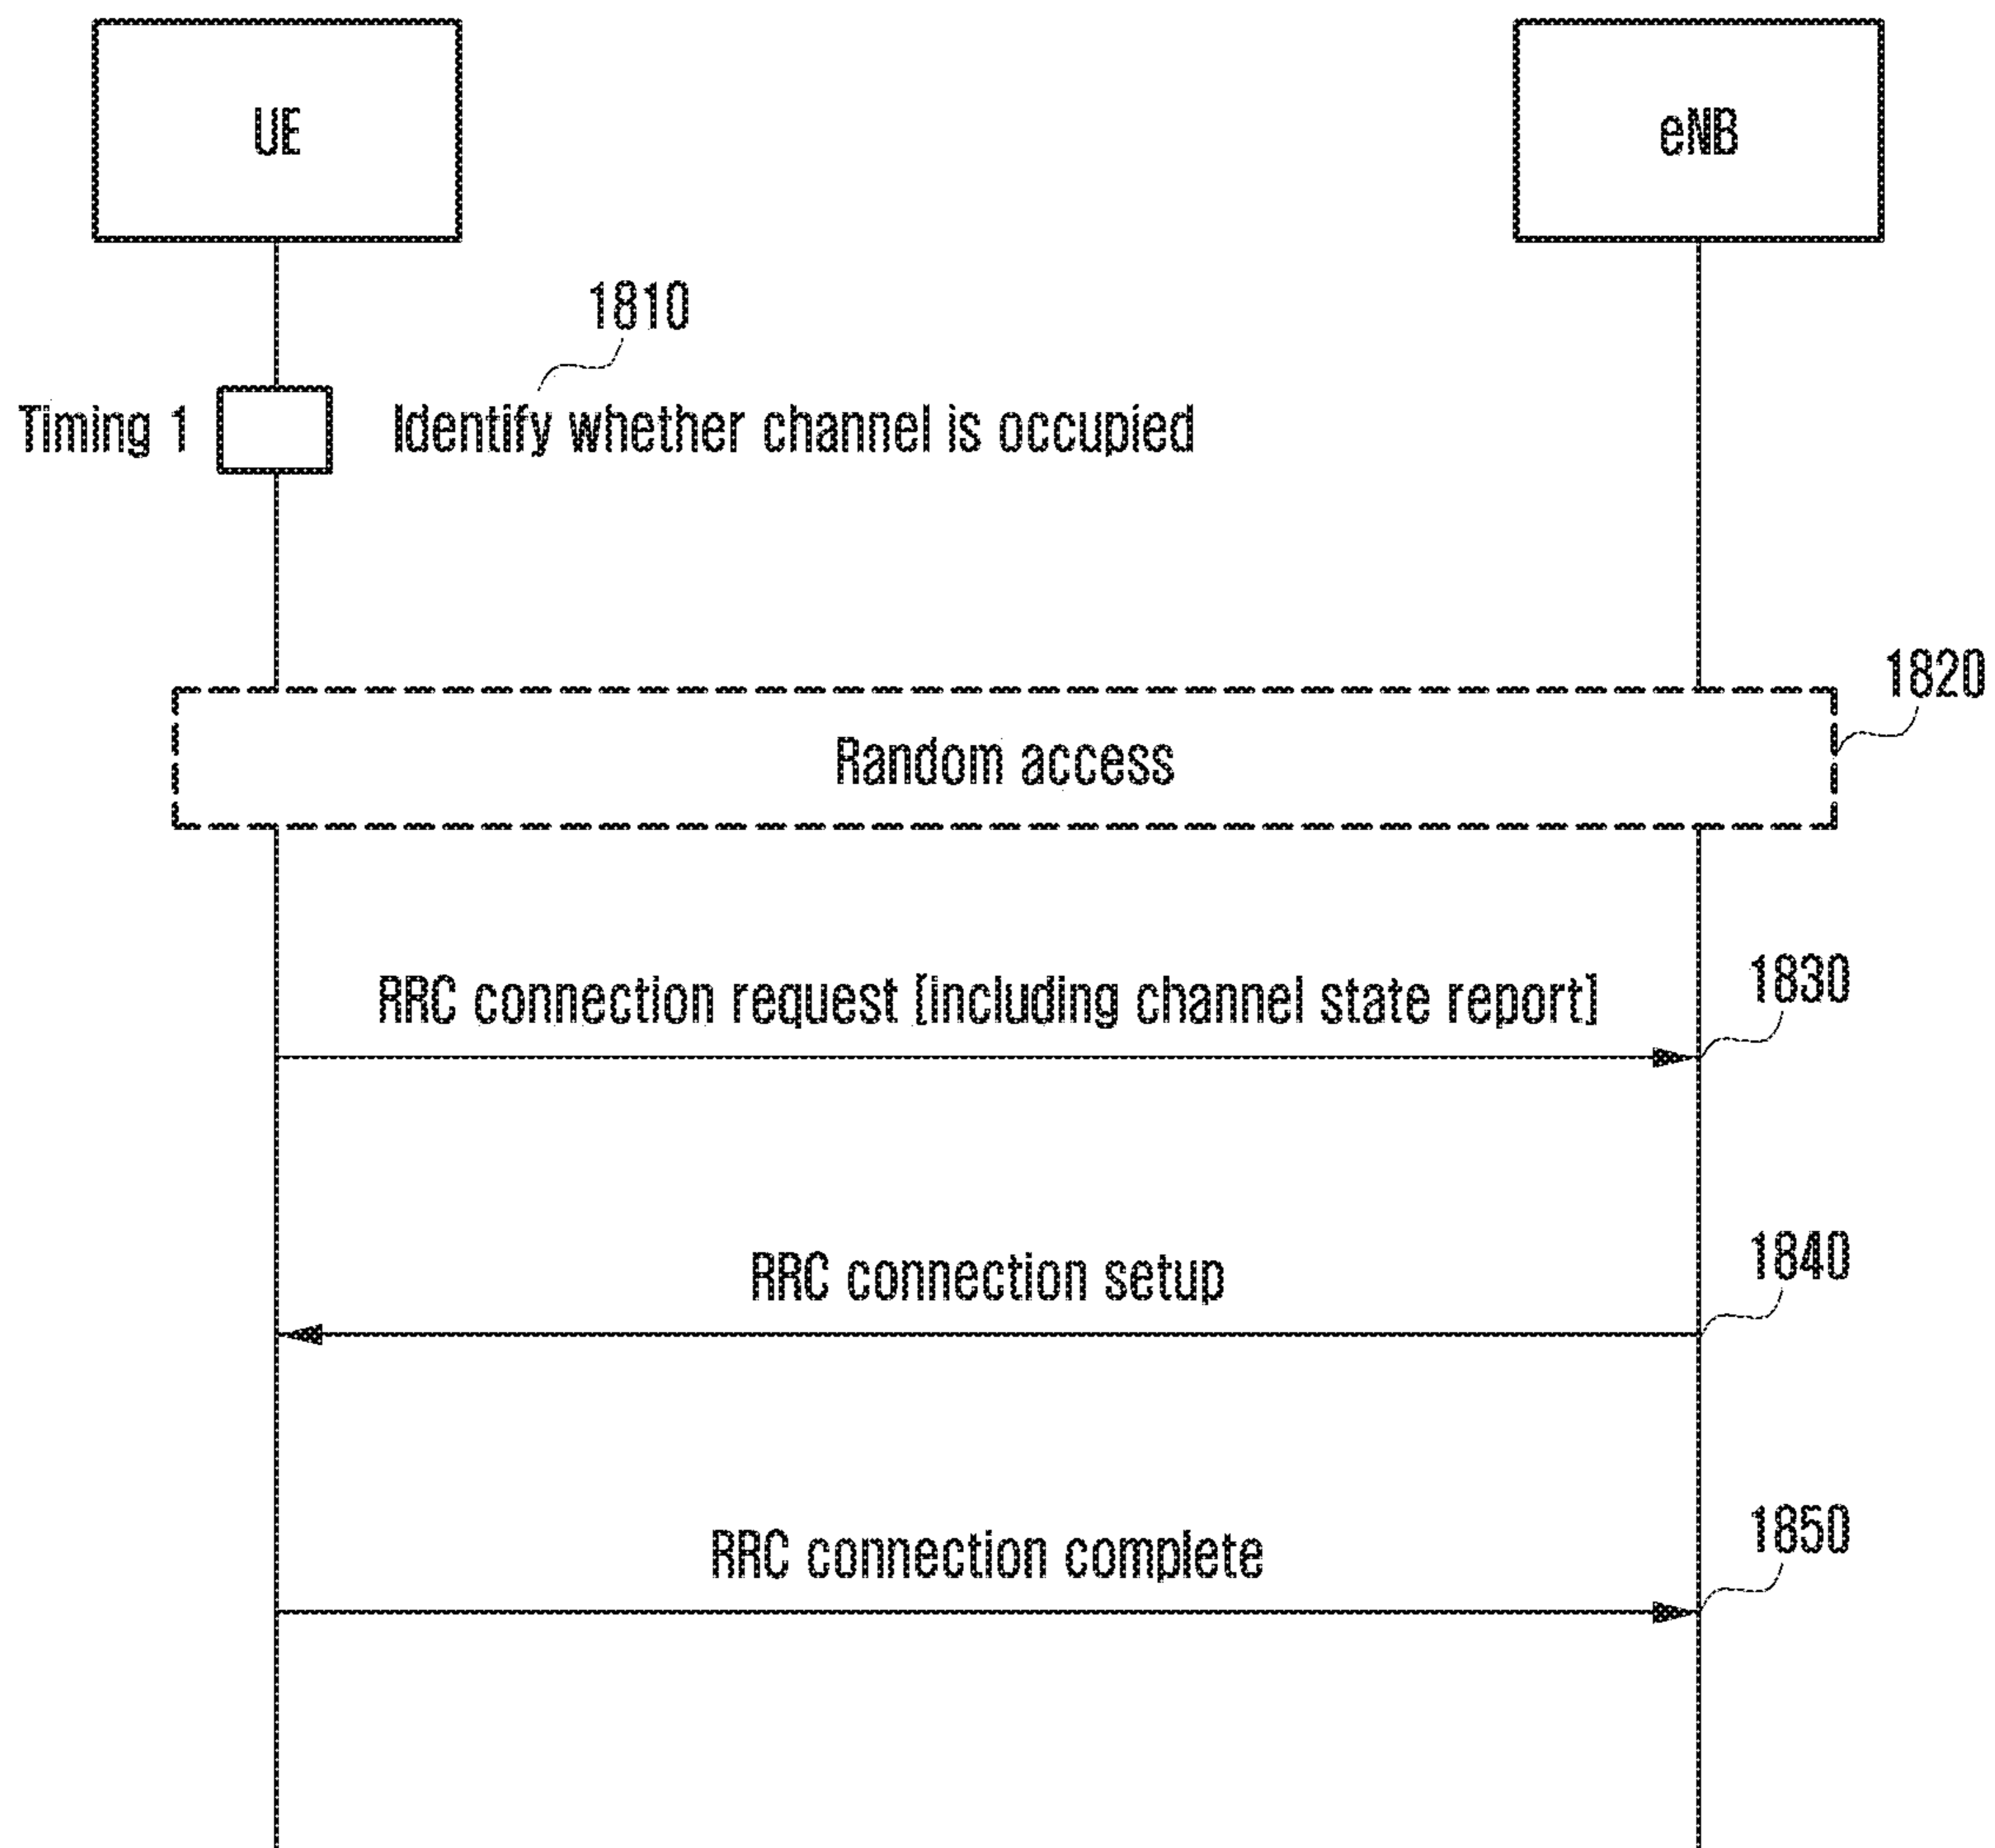 UE
eNB
1810
Timing 1
Identify whether channel is occupied
1820
Random access
RRC connection request [including channel state report]
1830
RRC connection setup
1840
RRC connection complete
1850